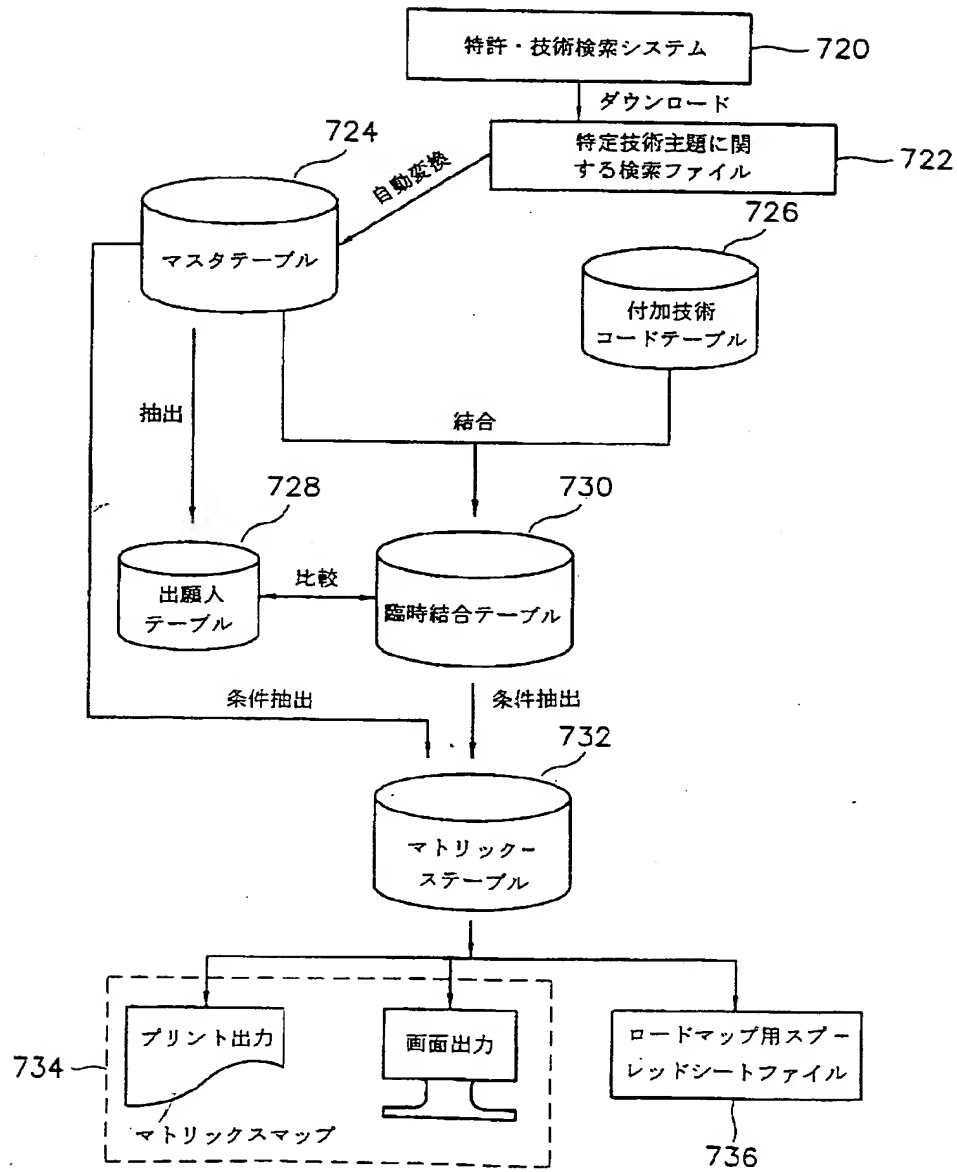 特許・技術検索システム
720
ダウンロード
特定技術主題に関
する検索ファイル
722
724
自動変換
726
マスタテーブル
付加技術
コードテーブル
抽出
結合
728
730
出願人
テーブル
比較
臨時結合テーブル
条件抽出
条件抽出
732
マトリックー
ステーブル
734
プリント出力
マトリックスマップ
画面出力
ロードマップ用スプー
レッドシートファイル
736